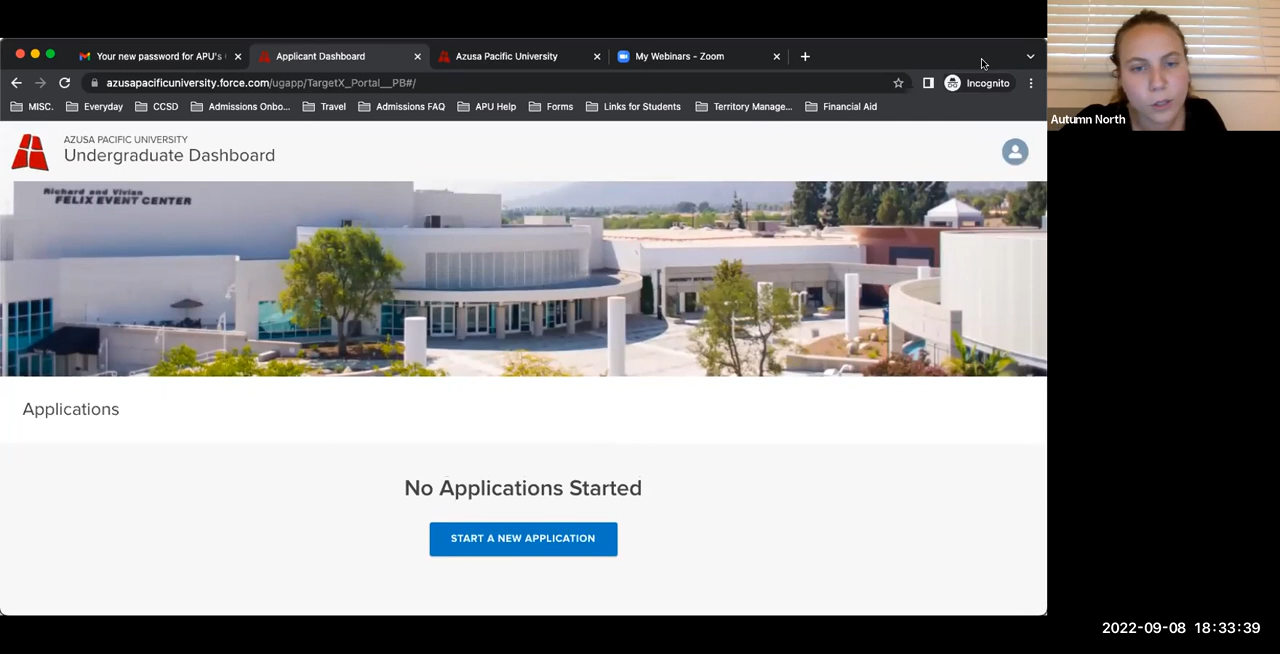 Your new password for APU's
Applicant Dashboard
Azusa Pacific University
My Webinars - Zoom
azusapacificuniversity.force.com/ugapp/TargetX_Portal__PB#/
Incognito
MISC.
Everyday
CCSD
Admissions Onbo...
Travel
Admissions FAQ
APU Help
Forms
Links for Students
Territory Manage...
Financial Aid
Autumn North
AZUSA PACIFIC UNIVERSITY
Undergraduate Dashboard
Richard and Vivian
FELIX EVENT CENTER
Applications
No Applications Started
START A NEW APPLICATION
2022-09-08 18:33:39